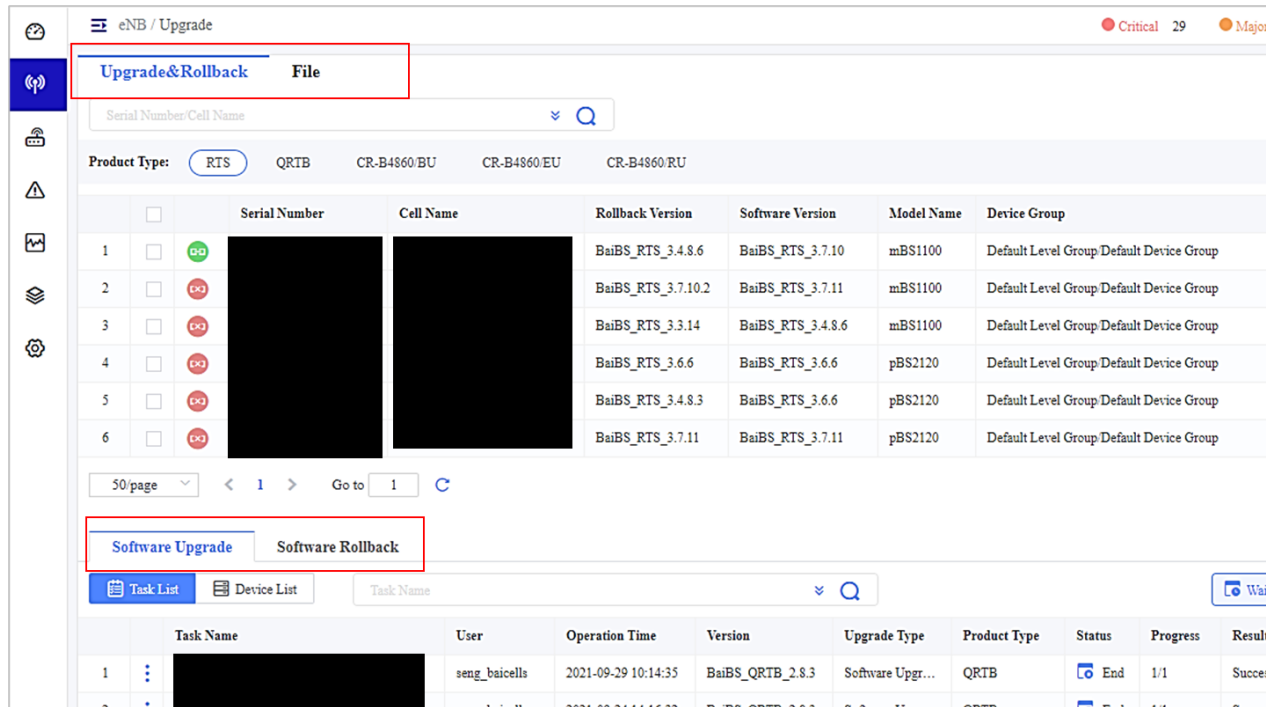 eNB / Upgrade Critical 29 Major
Upgrade&Rollback File
Serial Number/Cell Name
Product Type: RTS QRTB CR-B4860/BU CR-B4860/EU CR-B4860/RU
Serial Number Cell Name Rollback Version Software Version Model Name Device Group
1 BaiBS_RTS_3.4.8.6 BaiBS_RTS_3.7.10 mBS1100 Default Level Group/Default Device Group
2 BaiBS_RTS_3.7.10.2 BaiBS_RTS_3.7.11 mBS1100 Default Level Group/Default Device Group
3 BaiBS_RTS_3.3.14 BaiBS_RTS_3.4.8.6 mBS1100 Default Level Group/Default Device Group
4 BaiBS_RTS_3.6.6 BaiBS_RTS_3.6.6 pBS2120 Default Level Group/Default Device Group
5 BaiBS_RTS_3.4.8.3 BaiBS_RTS_3.6.6 pBS2120 Default Level Group/Default Device Group
6 BaiBS_RTS_3.7.11 BaiBS_RTS_3.7.11 pBS2120 Default Level Group/Default Device Group
50/page 1 Go to 1
Software Upgrade Software Rollback
Task List Device List Task Name Wai
Task Name User Operation Time Version Upgrade Type Product Type Status Progress Result
1 seng_baicells 2021-09-29 10:14:35 BaiBS_QRTB_2.8.3 Software Upgr... QRTB End 1/1 Succes